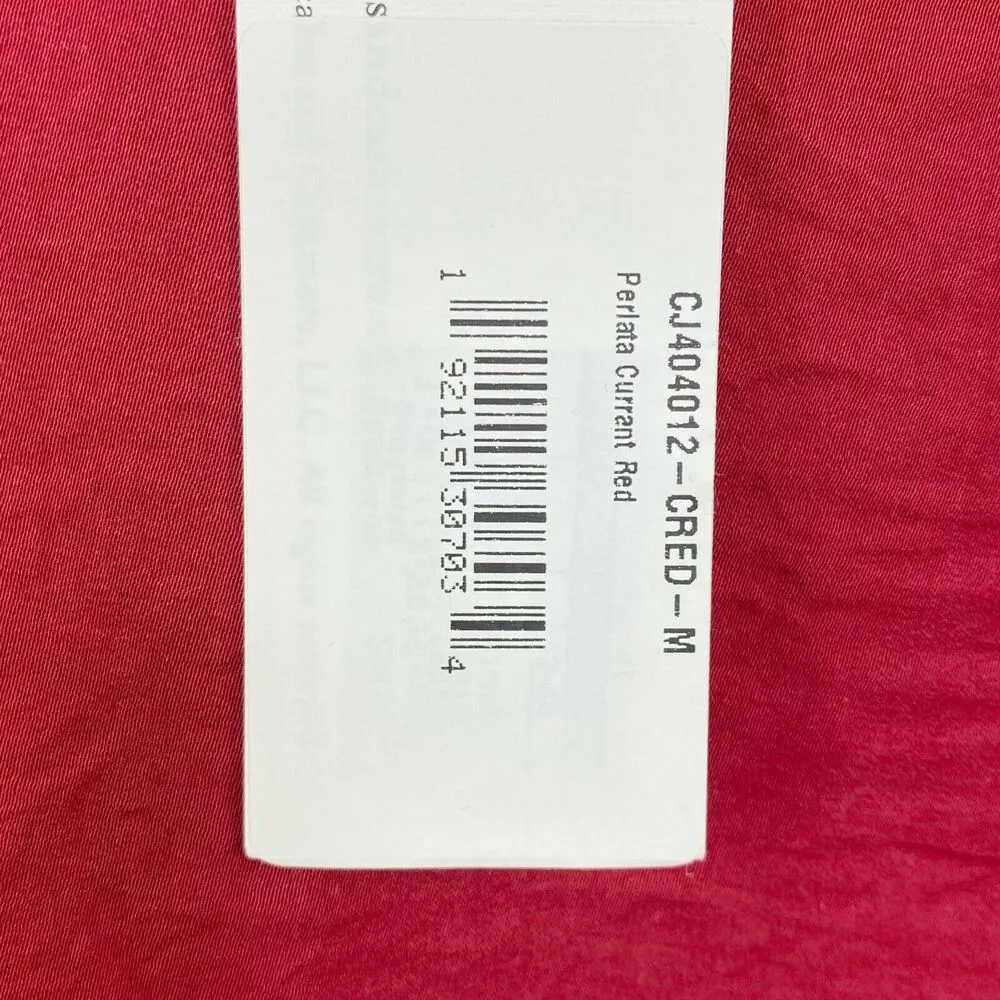 CJ404012-CRED-M
Perlata Currant Red
1 92115 30703 4